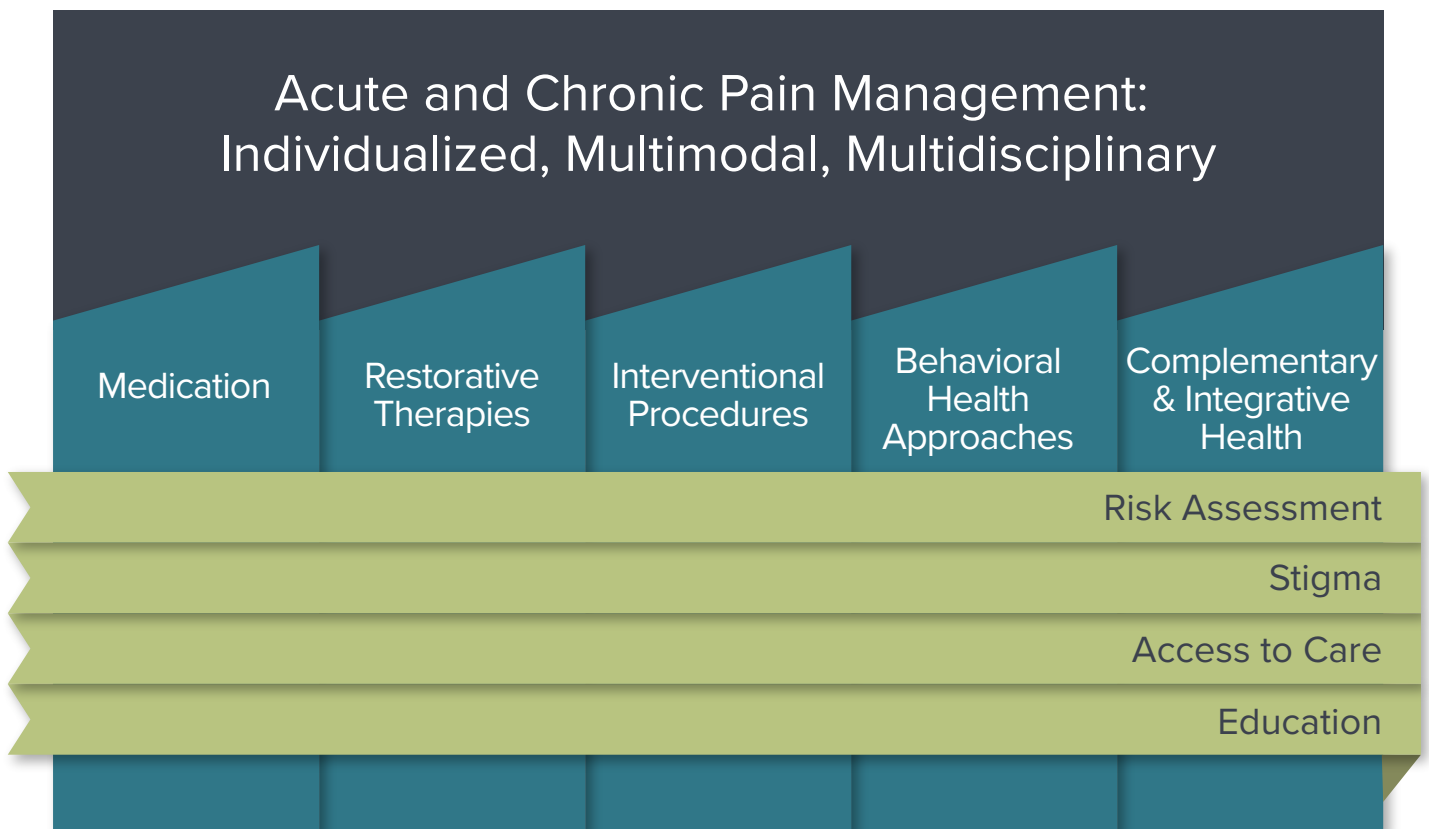 Acute and Chronic Pain Management:
Individualized, Multimodal, Multidisciplinary
Medication
Restorative
Therapies
Interventional
Procedures
Behavioral
Health
Approaches
Complementary
& Integrative
Health
Risk Assessment
Stigma
Access to Care
Education